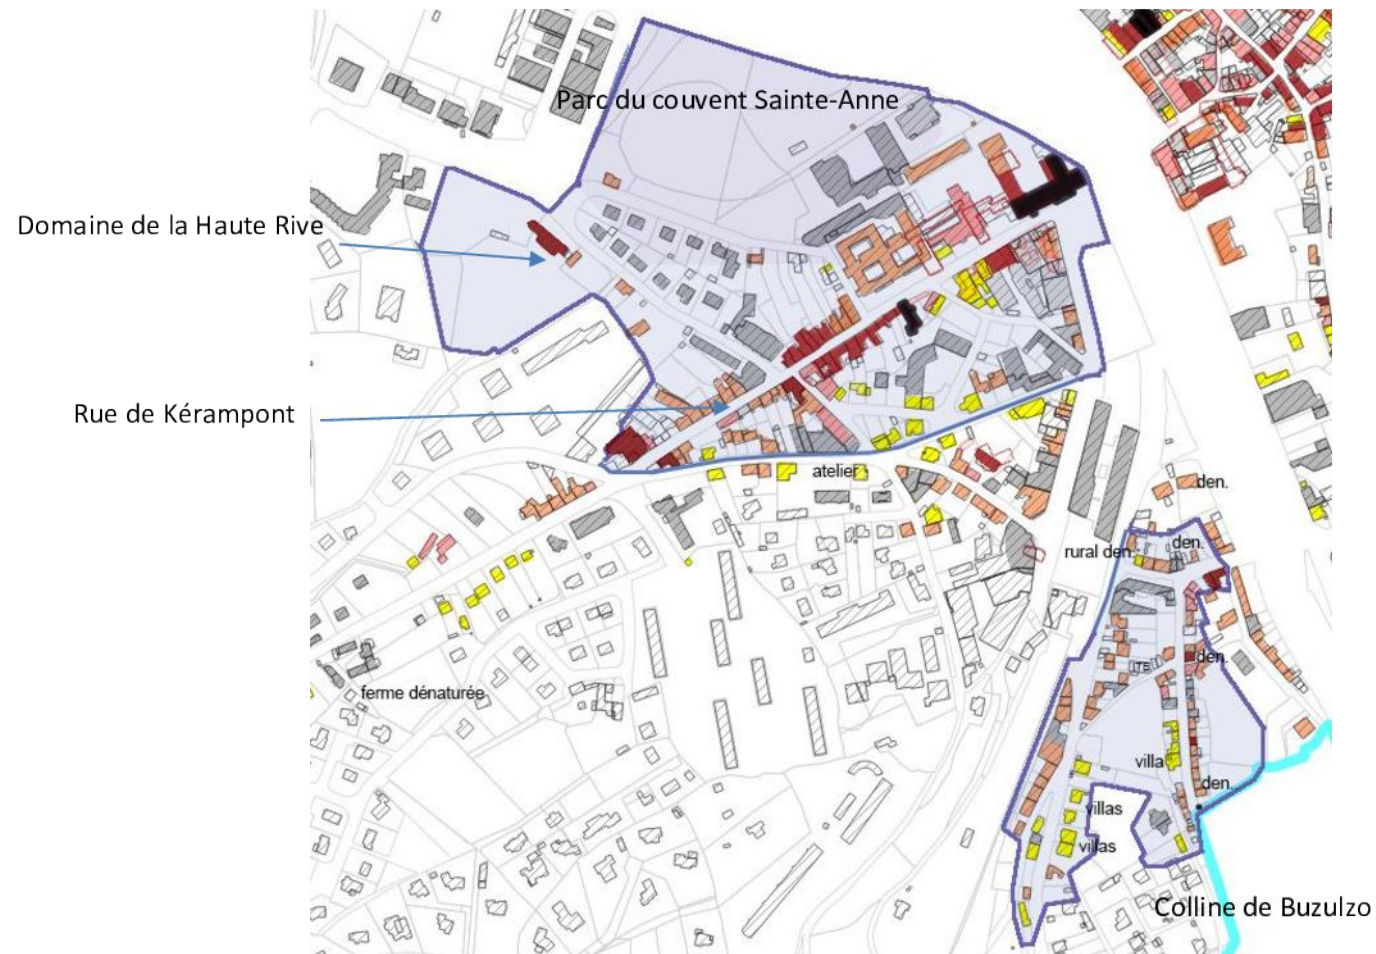 Parc du couvent Sainte-Anne
Domaine de la Haute Rive
Rue de Kérampont
atelier
den.
rural den.
den.
den.
ferme dénaturée
villa
den.
villas
villas
Colline de Buzulzo